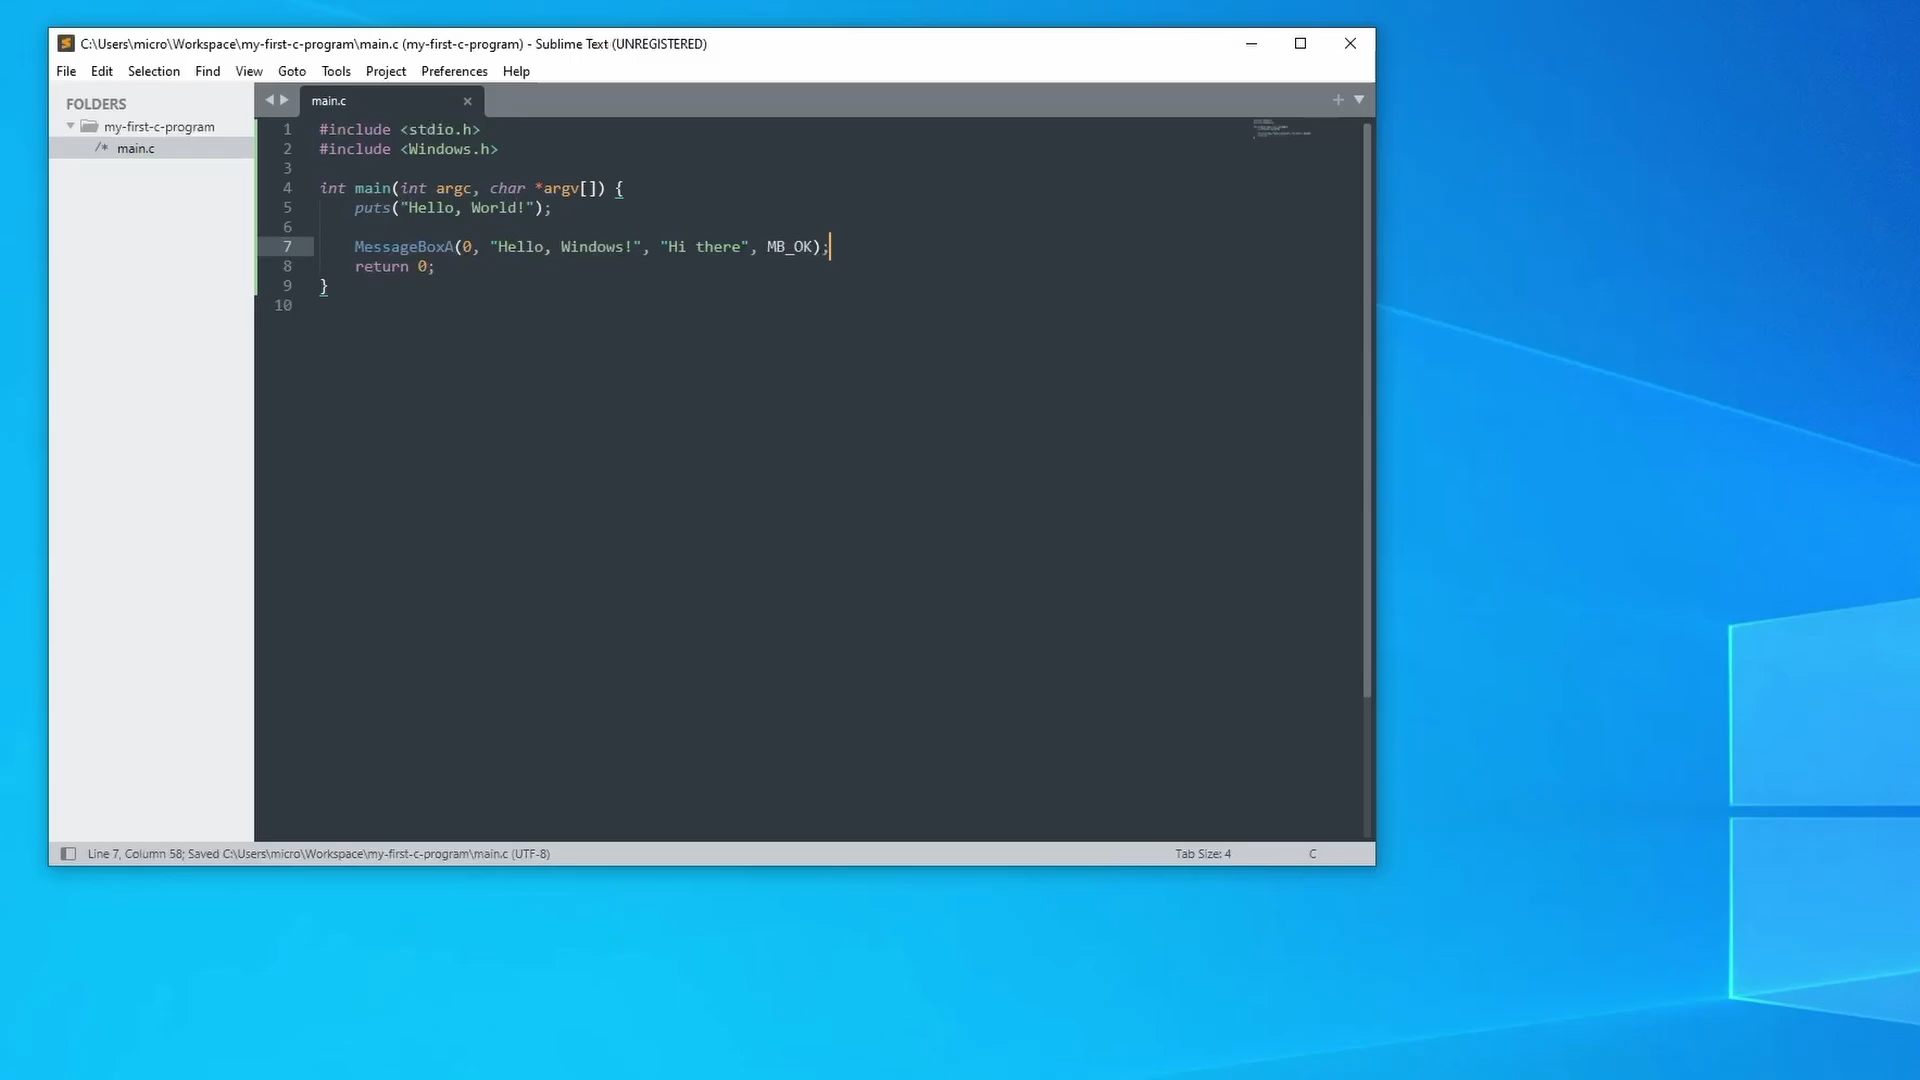 C:\Users\micro\Workspace\my-first-c-program\main.c (my-first-c-program) - Sublime Text (UNREGISTERED)
File Edit Selection Find View Goto Tools Project Preferences Help
FOLDERS
my-first-c-program
/* main.c
main.c
1 #include <stdio.h>
2 #include <Windows.h>
3
4 int main(int argc, char *argv[]) {
5     puts("Hello, World!");
6
7     MessageBoxA(0, "Hello, Windows!", "Hi there", MB_OK);
8     return 0;
9 }
10
Line 7, Column 58; Saved C:\Users\micro\Workspace\my-first-c-program\main.c (UTF-8) Tab Size: 4 C